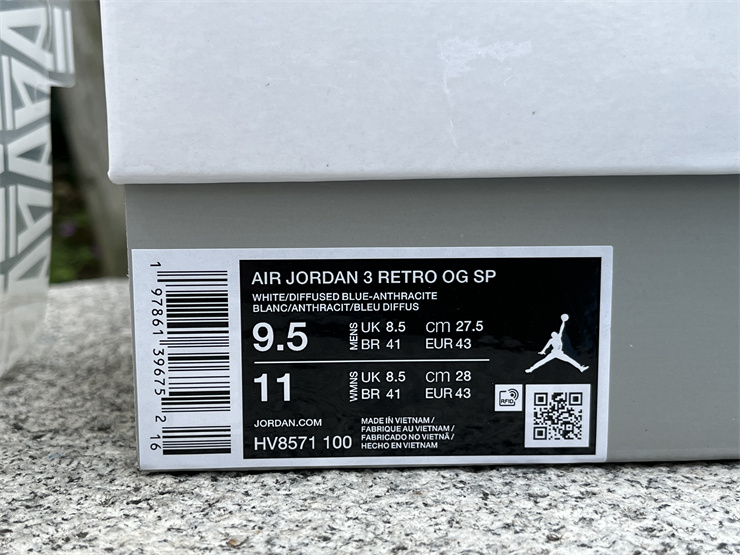 AIR JORDAN 3 RETRO OG SP
WHITE/DIFFUSED BLUE-ANTHRACITE
BLANC/ANTHRACIT/BLEU DIFFUS
9.5 MENS UK 8.5 cm 27.5
BR 41 EUR 43
11 WMNS UK 8.5 cm 28
BR 41 EUR 43
JORDAN.COM
HV8571 100
MADE IN VIETNAM /
FABRIQUE AU VIETNAM /
FABRICADO NO VIETNÃ /
HECHO EN VIETNAM
RFID
1 97861 39675 2 16